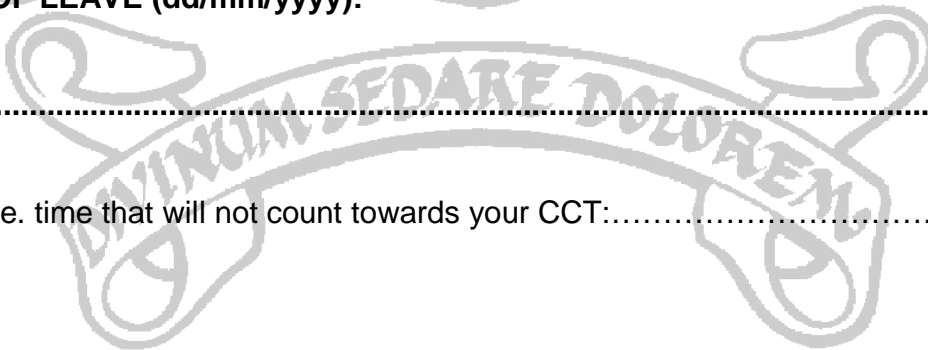 OF LEAVE (dd/mm/yyyy):
................................................................................
DIVINUM SEDARE DOLOREM
e. time that will not count towards your CCT:……………………………